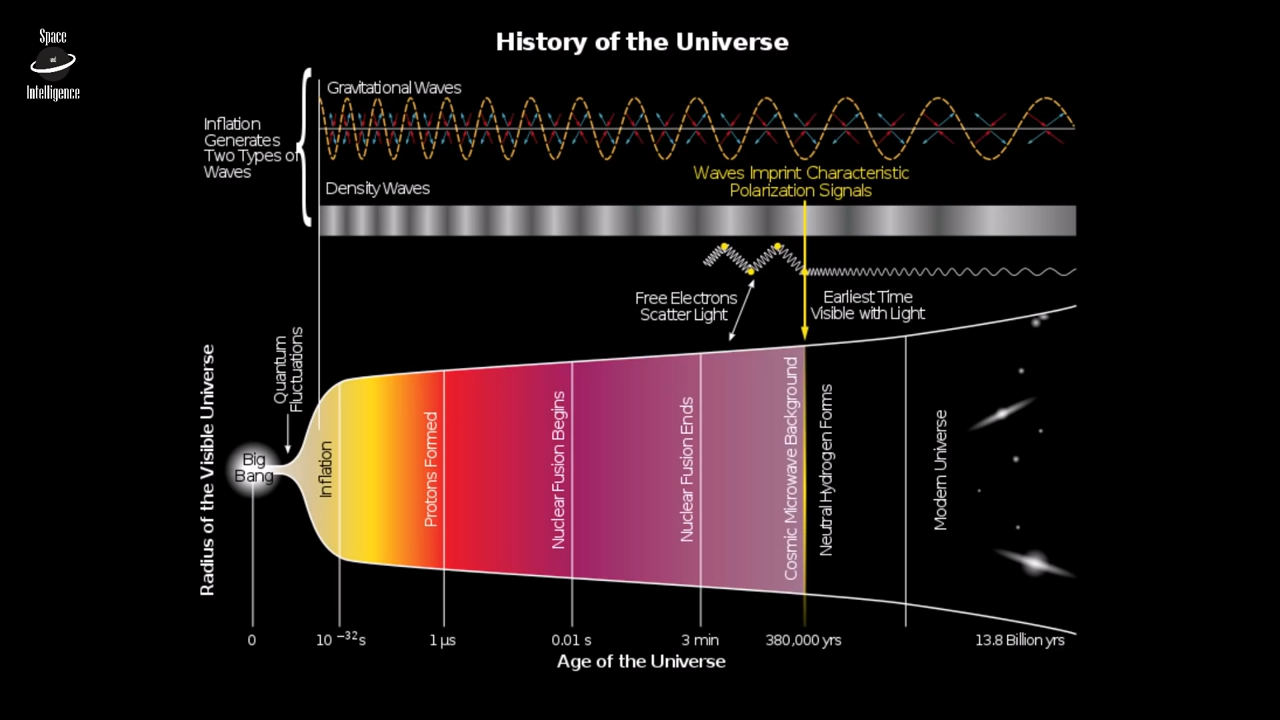 Space
and
Intelligence
History of the Universe
Gravitational Waves
Inflation
Generates
Two Types of
Waves
Waves Imprint Characteristic
Polarization Signals
Density Waves
Free Electrons
Scatter Light
Earliest Time
Visible with Light
Radius of the Visible Universe
Quantum
Fluctuations
Big
Bang
Inflation
Protons Formed
Nuclear Fusion Begins
Nuclear Fusion Ends
Cosmic Microwave Background
Neutral Hydrogen Forms
Modern Universe
0
10 −32s
1 µs
0.01 s
3 min
380,000 yrs
13.8 Billion yrs
Age of the Universe